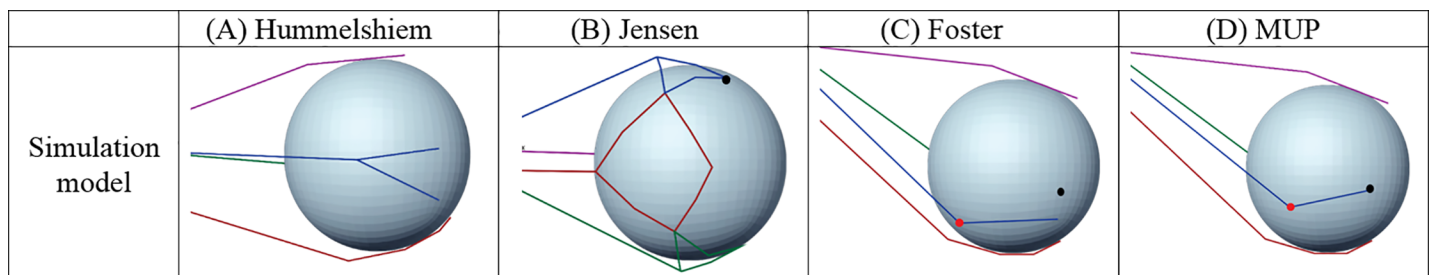 (A) Hummelshiem
(B) Jensen
(C) Foster
(D) MUP
Simulation
model